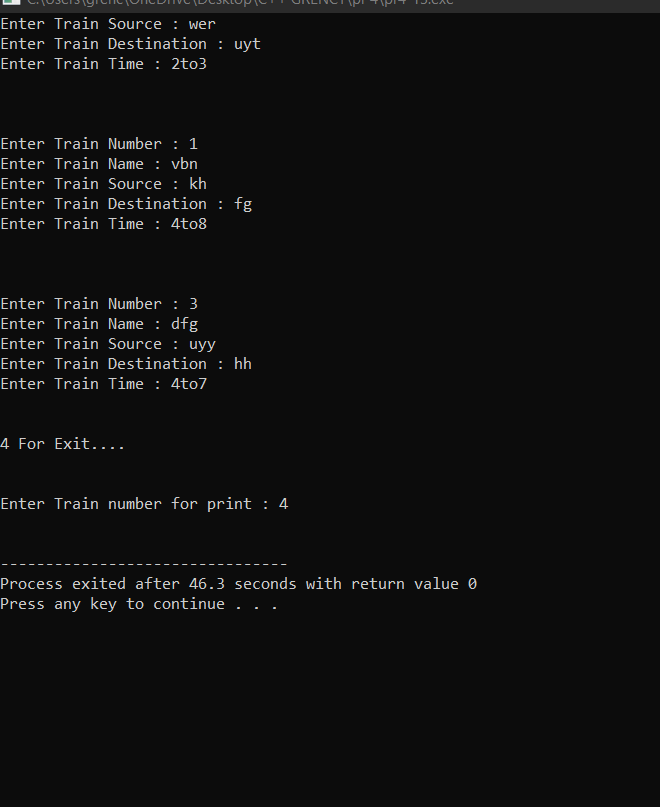 Enter Train Source : wer
Enter Train Destination : uyt
Enter Train Time : 2to3
Enter Train Number : 1
Enter Train Name : vbn
Enter Train Source : kh
Enter Train Destination : fg
Enter Train Time : 4to8
Enter Train Number : 3
Enter Train Name : dfg
Enter Train Source : uyy
Enter Train Destination : hh
Enter Train Time : 4to7
4 For Exit....
Enter Train number for print : 4
--------------------------------
Process exited after 46.3 seconds with return value 0
Press any key to continue . . .